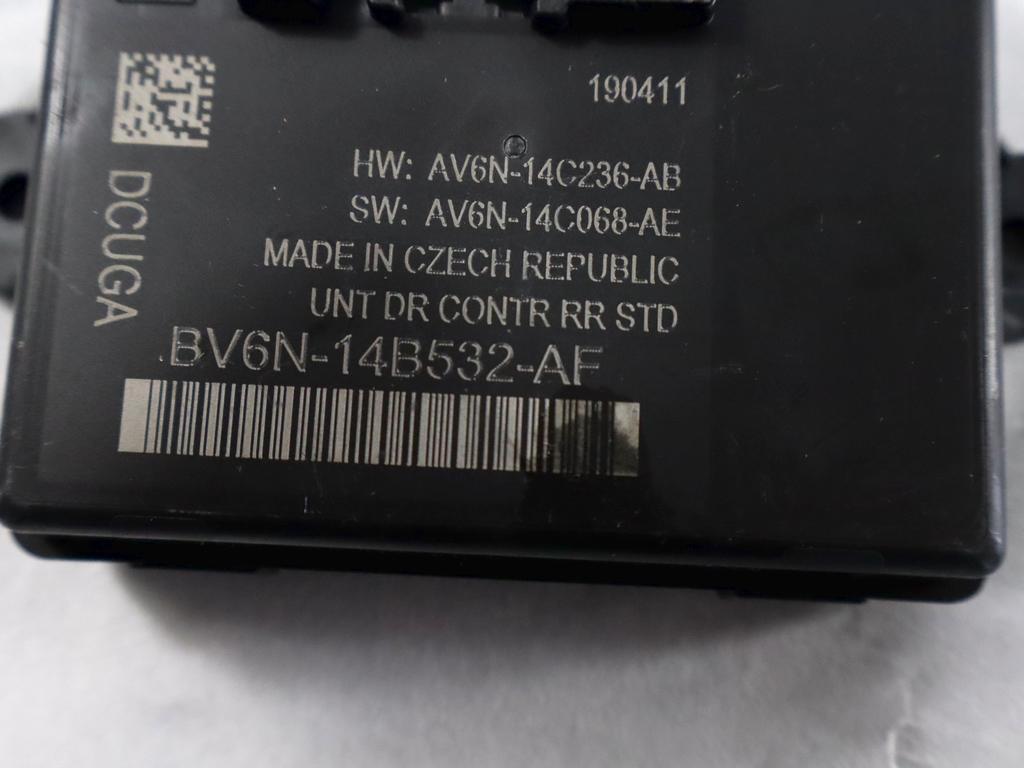 190411
HW: AV6N-14C236-AB
SW: AV6N-14C068-AE
MADE IN CZECH REPUBLIC
UNT DR CONTR RR STD
BV6N-14B532-AF
DCUGA